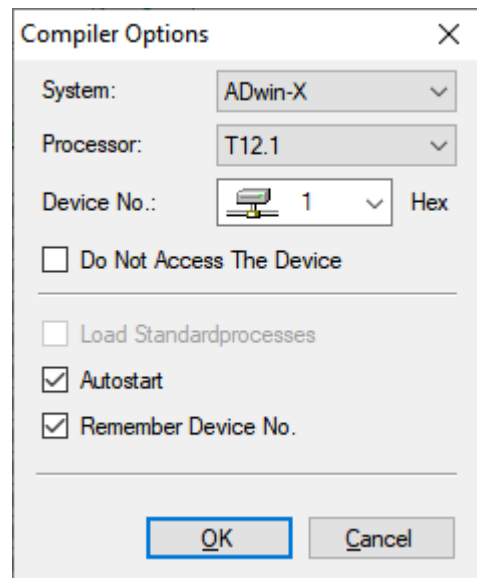 Compiler Options
System: ADwin-X
Processor: T12.1
Device No.: 1 Hex
Do Not Access The Device
Load Standardprocesses
Autostart
Remember Device No.
OK Cancel